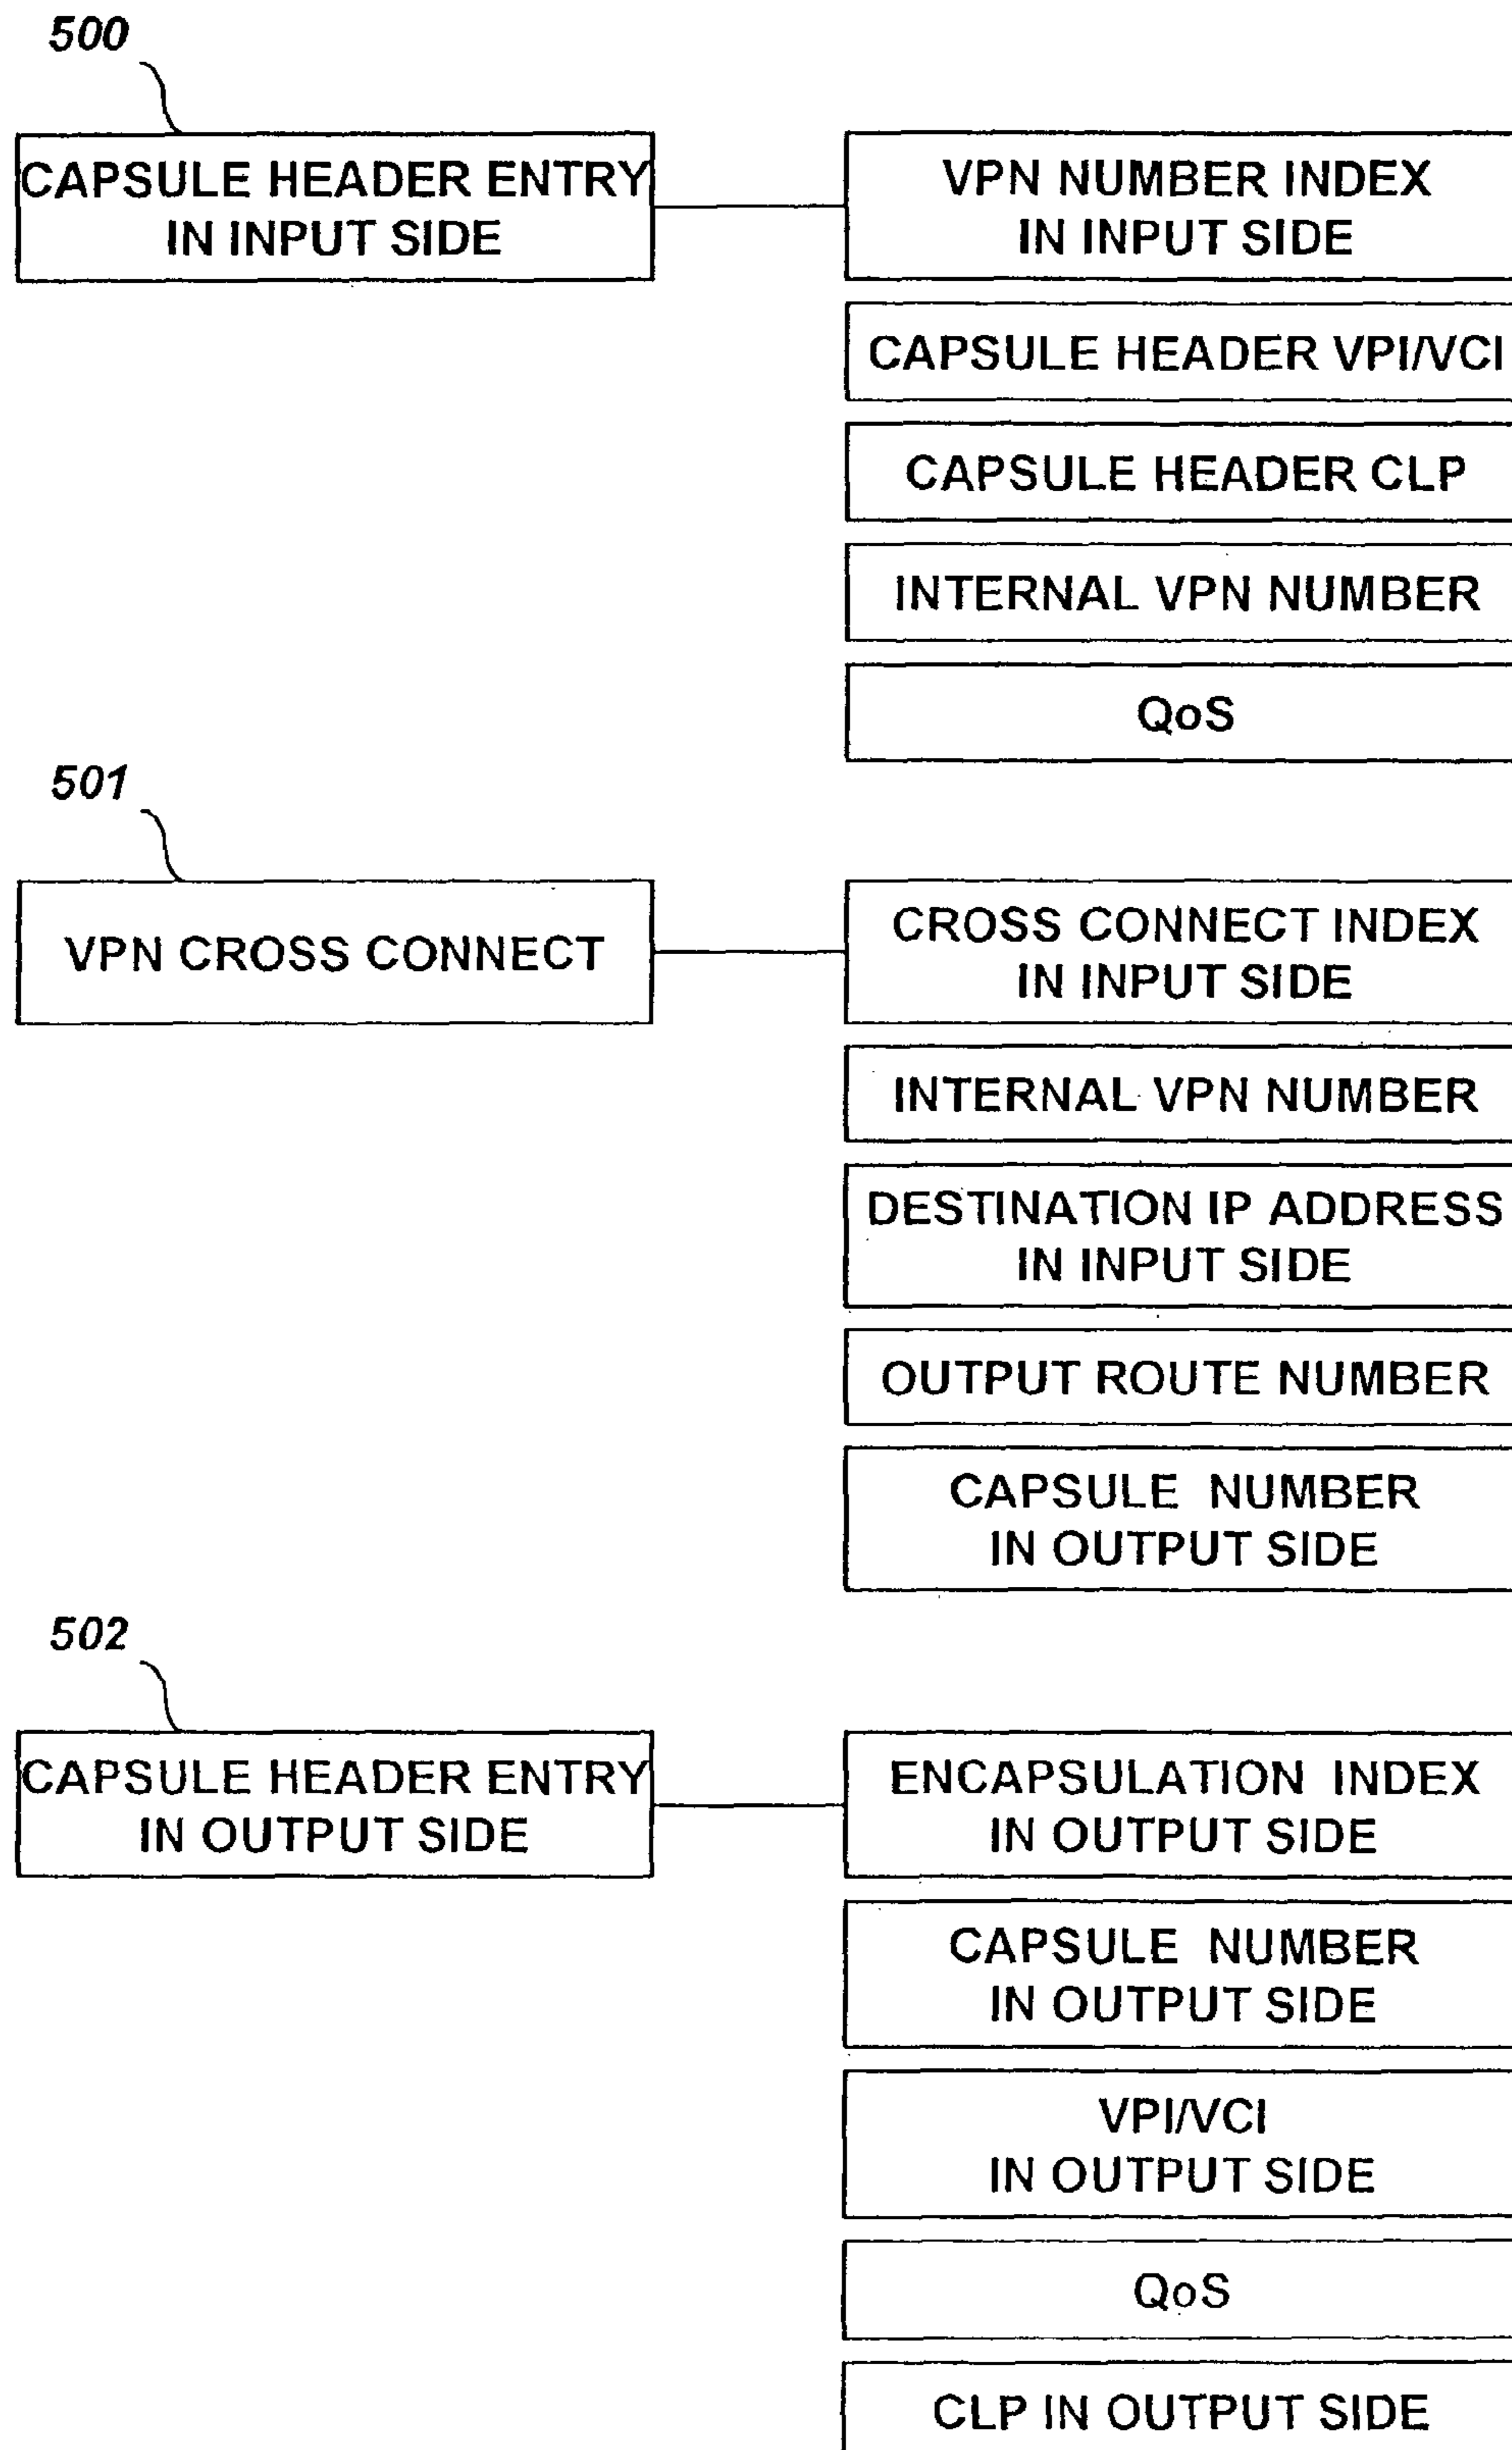 500
CAPSULE HEADER ENTRY
IN INPUT SIDE
VPN NUMBER INDEX
IN INPUT SIDE
CAPSULE HEADER VPI/VCI
CAPSULE HEADER CLP
INTERNAL VPN NUMBER
QoS
501
VPN CROSS CONNECT
CROSS CONNECT INDEX
IN INPUT SIDE
INTERNAL VPN NUMBER
DESTINATION IP ADDRESS
IN INPUT SIDE
OUTPUT ROUTE NUMBER
CAPSULE NUMBER
IN OUTPUT SIDE
502
CAPSULE HEADER ENTRY
IN OUTPUT SIDE
ENCAPSULATION INDEX
IN OUTPUT SIDE
CAPSULE NUMBER
IN OUTPUT SIDE
VPI/VCI
IN OUTPUT SIDE
QoS
CLP IN OUTPUT SIDE